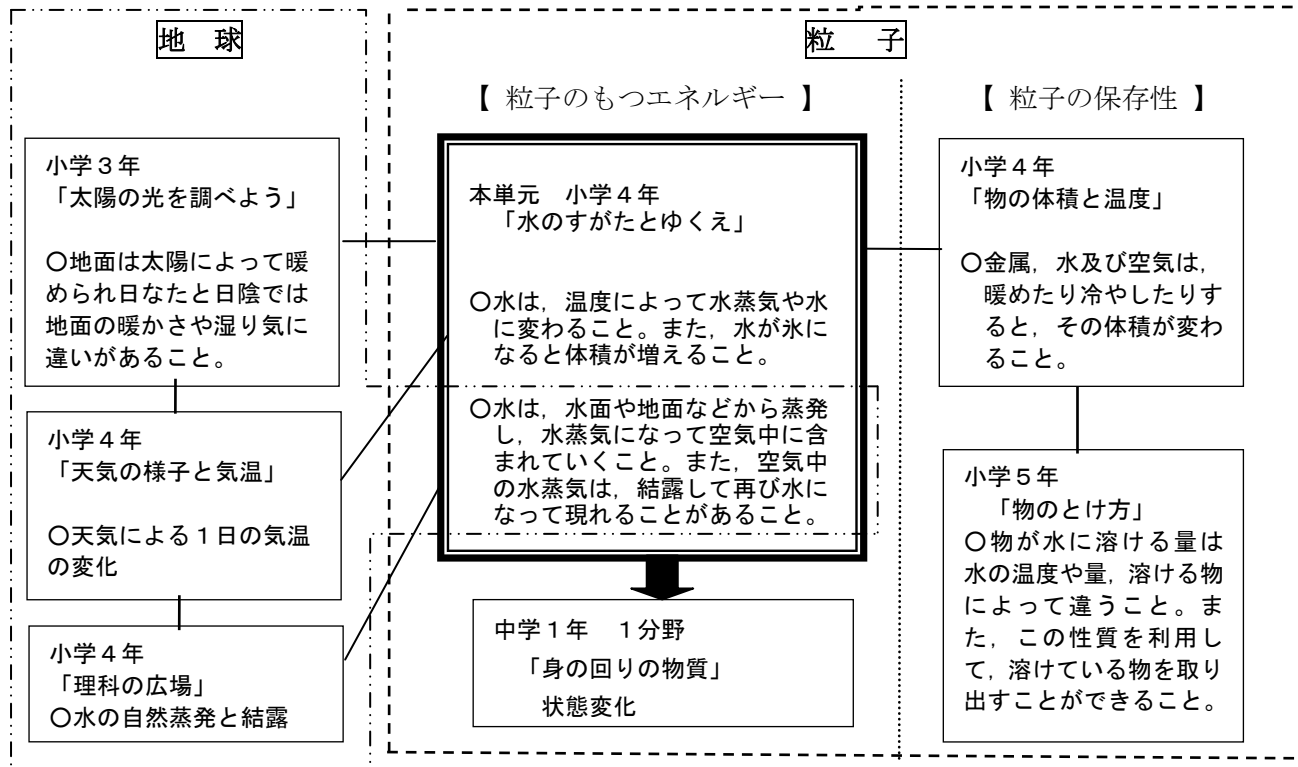 地 球
粒 子
【 粒子のもつエネルギー 】
【 粒子の保存性 】
小学３年
「太陽の光を調べよう」
○地面は太陽によって暖
められ日なたと日陰では
地面の暖かさや湿り気に
違いがあること。
小学４年
「天気の様子と気温」
○天気による１日の気温
の変化
小学４年
「理科の広場」
○水の自然蒸発と結露
本単元　小学４年
「水のすがたとゆくえ」
○水は，温度によって水蒸気や水
に変わること。また，水が氷に
なると体積が増えること。
○水は，水面や地面などから蒸発
し，水蒸気になって空気中に含
まれていくこと。また，空気中
の水蒸気は，結露して再び水に
なって現れることがあること。
中学１年　１分野
「身の回りの物質」
状態変化
小学４年
「物の体積と温度」
○金属，水及び空気は，
暖めたり冷やしたりす
ると，その体積が変わ
ること。
小学５年
「物のとけ方」
○物が水に溶ける量は
水の温度や量，溶ける物
によって違うこと。ま
た，この性質を利用し
て，溶けている物を取り
出すことができること。